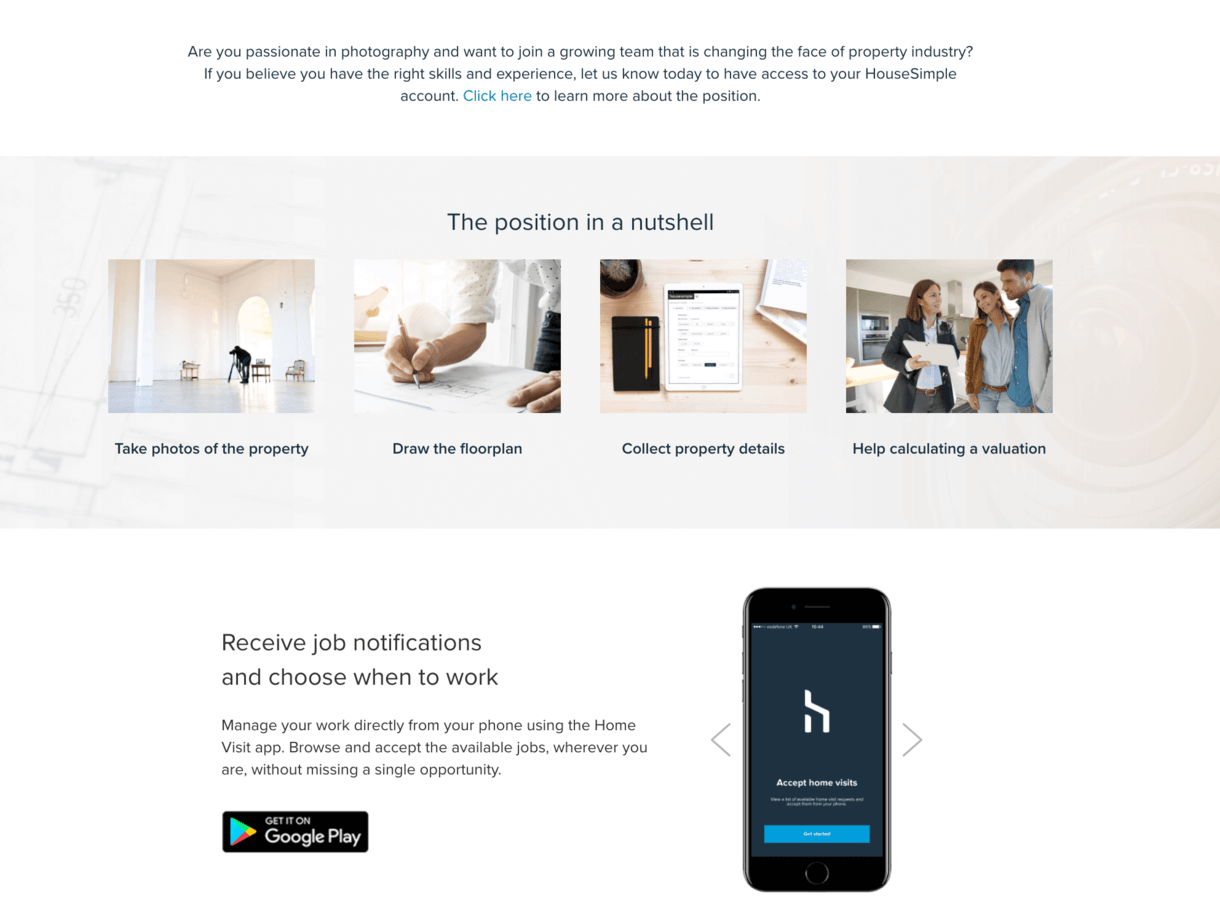 Are you passionate in photography and want to join a growing team that is changing the face of property industry?
If you believe you have the right skills and experience, let us know today to have access to your HouseSimple
account. Click here to learn more about the position.
350
The position in a nutshell
housesimple
Take photos of the property
Draw the floorplan
Collect property details
Help calculating a valuation
Receive job notifications
and choose when to work
Manage your work directly from your phone using the Home
Visit app. Browse and accept the available jobs, wherever you
are, without missing a single opportunity.
GET IT ON
Google Play
vodafone UK 10:44 86%
Accept home visits
View a list of available home visit requests and
accept them from your phone.
Get started